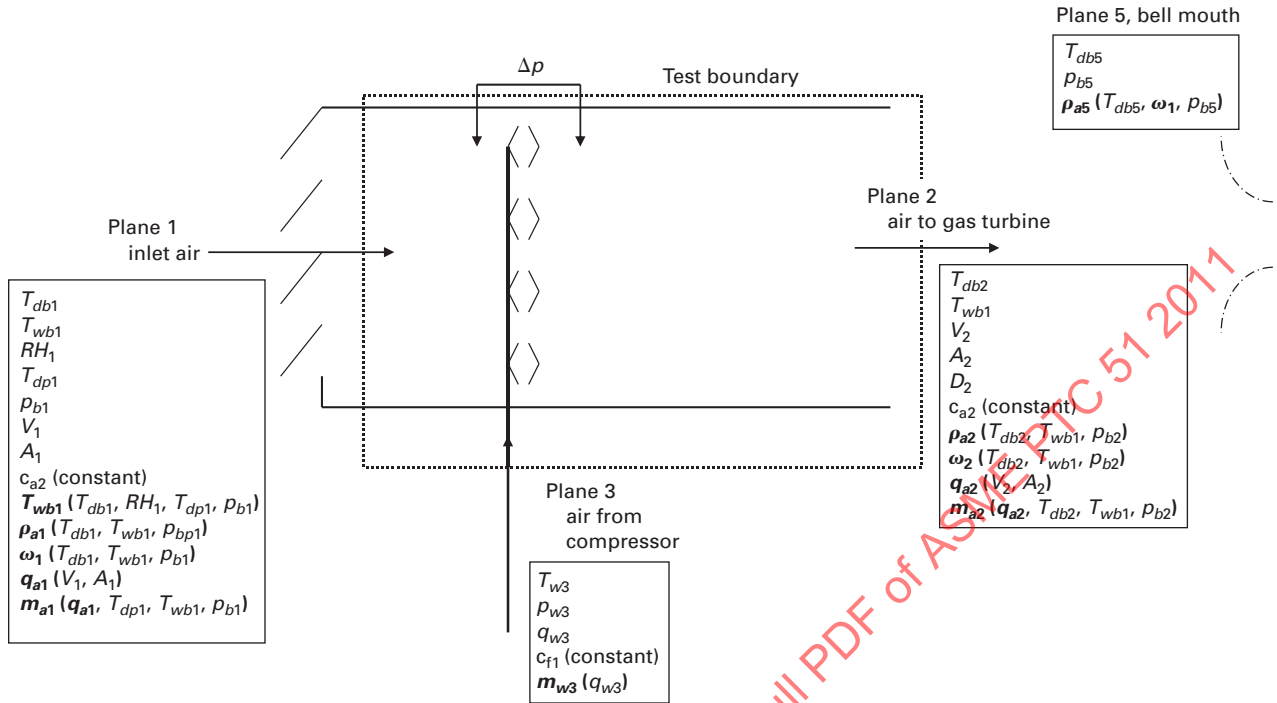 Plane 5, bell mouth
T_db5
p_b5
ρ_a5 (T_db5, ω_1, p_b5)
Δp
Test boundary
Plane 1
inlet air
T_db1
T_wb1
RH_1
T_dp1
p_b1
V_1
A_1
c_a2 (constant)
T_wb1 (T_db1, RH_1, T_dp1, p_b1)
ρ_a1 (T_db1, T_wb1, p_bp1)
ω_1 (T_db1, T_wb1, p_b1)
q_a1 (V_1, A_1)
m_a1 (q_a1, T_dp1, T_wb1, p_b1)
Plane 3
air from
compressor
T_w3
p_w3
q_w3
c_f1 (constant)
m_w3 (q_w3)
Plane 2
air to gas turbine
T_db2
T_wb1
V_2
A_2
D_2
c_a2 (constant)
ρ_a2 (T_db2, T_wb1, p_b2)
ω_2 (T_db2, T_wb1, p_b2)
q_a2 (V_2, A_2)
m_a2 (q_a2, T_db2, T_wb1, p_b2)
ll PDF of ASME PTC 51 2011